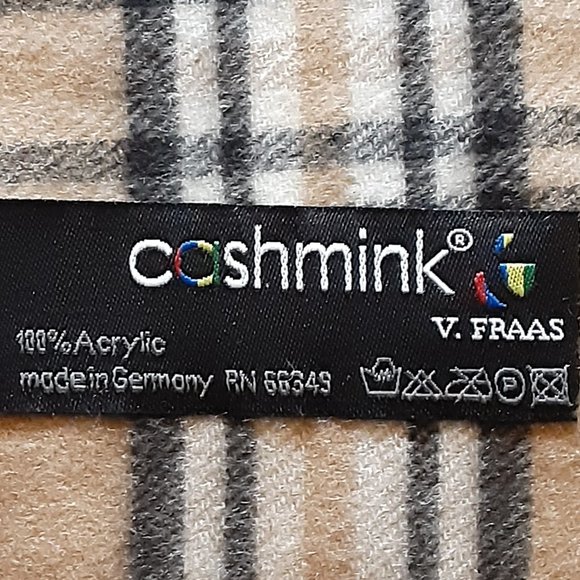 cashmink®
V. FRAAS
100% Acrylic
made in Germany RN 66349